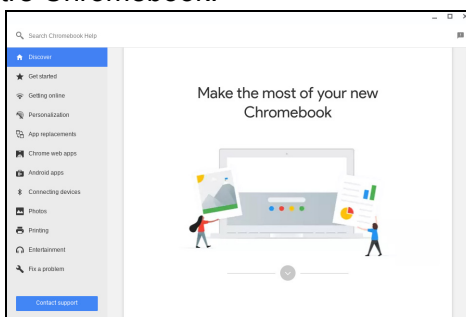 Chromebook.
Search Chromebook Help
Discover
Get started
Getting online
Personalization
App replacements
Chrome web apps
Android apps
Connecting devices
Photos
Printing
Entertainment
Fix a problem
Contact support
Make the most of your new
Chromebook